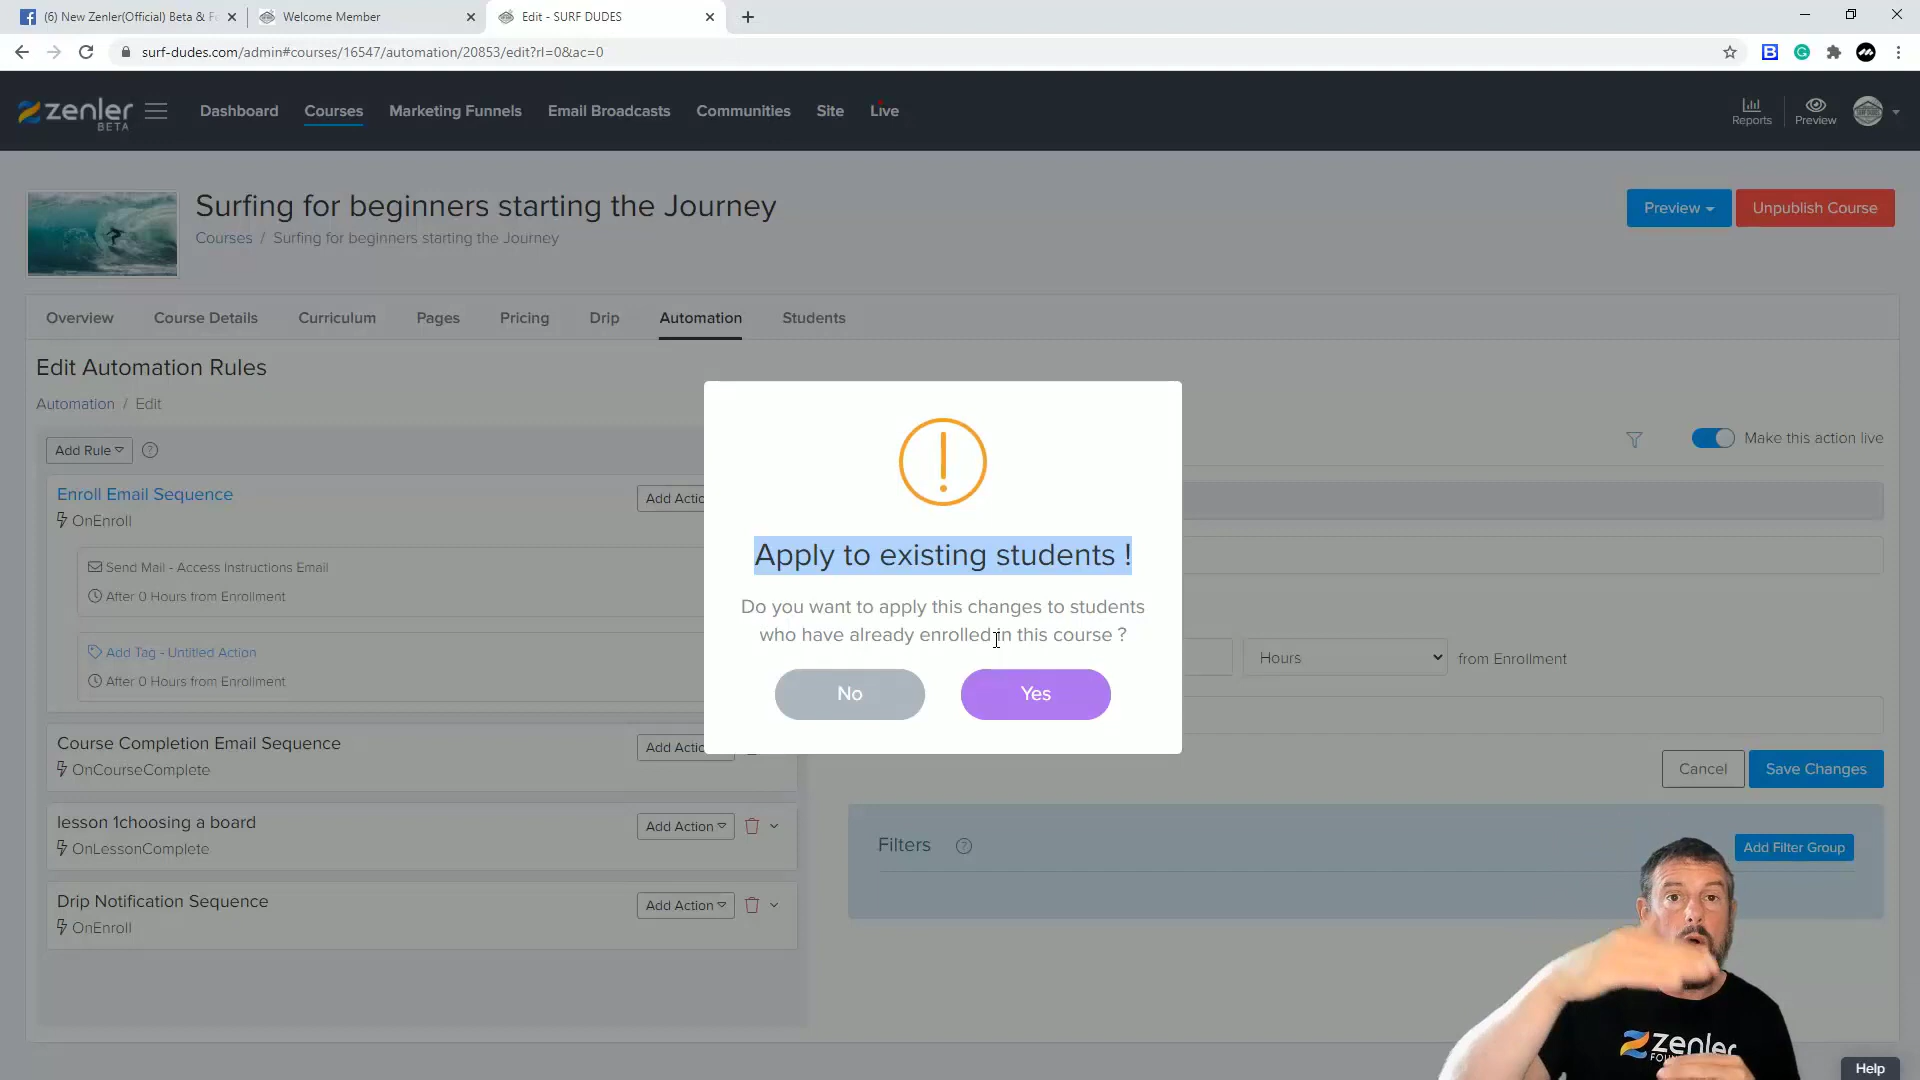 (6) New Zenler(Official) Beta & F
Welcome Member
Edit - SURF DUDES
surf-dudes.com/admin#courses/16547/automation/20853/edit?rl=0&ac=0
zenler
BETA
Dashboard
Courses
Marketing Funnels
Email Broadcasts
Communities
Site
Live
Reports
Preview
Surfing for beginners starting the Journey
Courses / Surfing for beginners starting the Journey
Preview
Unpublish Course
Overview
Course Details
Curriculum
Pages
Pricing
Drip
Automation
Students
Edit Automation Rules
Automation / Edit
Add Rule
Make this action live
Enroll Email Sequence
Add Actio
OnEnroll
Send Mail - Access Instructions Email
After 0 Hours from Enrollment
Add Tag - Untitled Action
After 0 Hours from Enrollment
Course Completion Email Sequence
Add Actio
OnCourseComplete
lesson 1choosing a board
Add Action
OnLessonComplete
Drip Notification Sequence
Add Action
OnEnroll
Apply to existing students !
Do you want to apply this changes to students
who have already enrolled in this course ?
No
Yes
Hours
from Enrollment
Cancel
Save Changes
Filters
Add Filter Group
zenler
Help